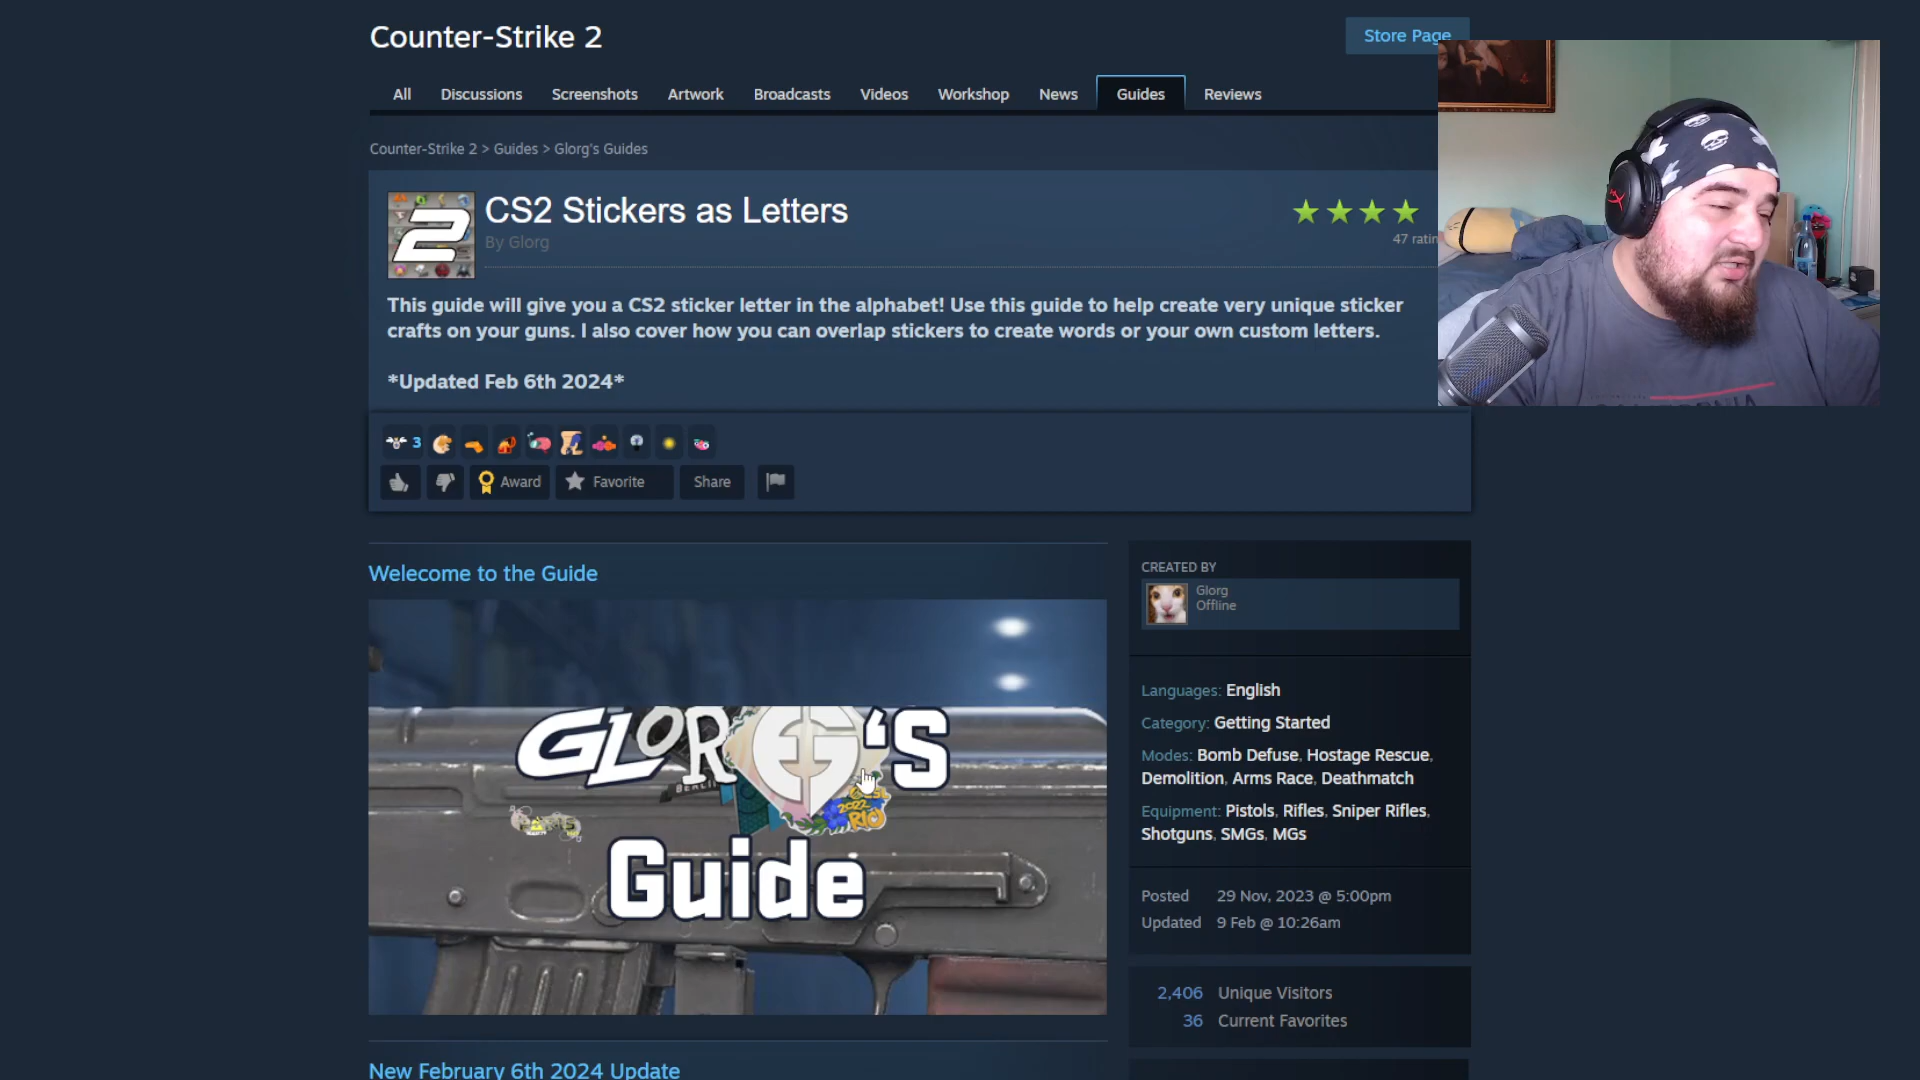 Counter-Strike 2
Store Page
All Discussions Screenshots Artwork Broadcasts Videos Workshop News Guides Reviews
Counter-Strike 2 > Guides > Glorg's Guides
2
CS2 Stickers as Letters
By Glorg
47
This guide will give you a CS2 sticker letter in the alphabet! Use this guide to help create very unique sticker
crafts on your guns. I also cover how you can overlap stickers to create words or your own custom letters.
*Updated Feb 6th 2024*
3
Award Favorite Share
Welecome to the Guide
GLORG'S
BERLIN
2022
RIO
Guide
CREATED BY
Glorg
Offline
Languages: English
Category: Getting Started
Modes: Bomb Defuse, Hostage Rescue,
Demolition, Arms Race, Deathmatch
Equipment: Pistols, Rifles, Sniper Rifles,
Shotguns, SMGs, MGs
Posted 29 Nov, 2023 @ 5:00pm
Updated 9 Feb @ 10:26am
2,406 Unique Visitors
36 Current Favorites
New February 6th 2024 Update